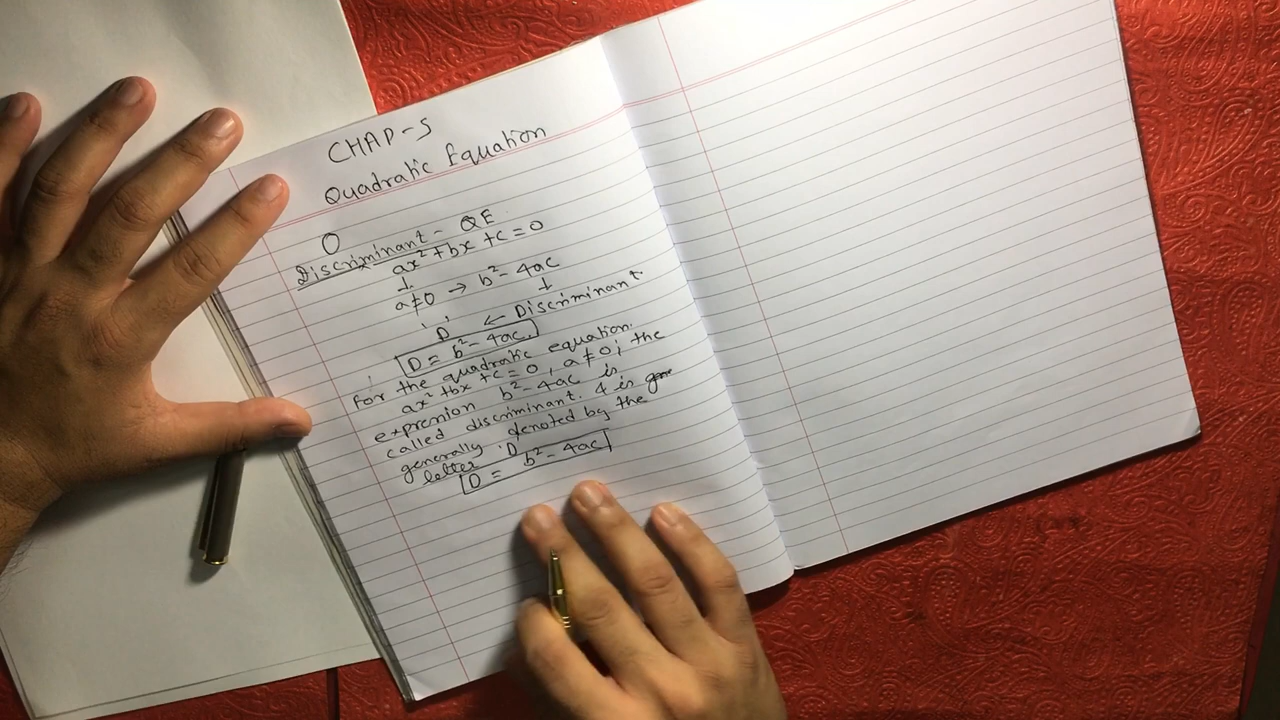 CHAP-5
Quadratic Equation
Discriminant - QE
ax² + bx + c = 0
↓
a ≠ 0 → b² - 4ac
↓
'D' ← Discriminant.
D = b² - 4ac.
For the quadratic equation.
ax² + bx + c = 0, a ≠ 0; the
expression b² - 4ac is
called discriminant. & is gene
generally denoted by the
letter 'D
D = b² - 4ac